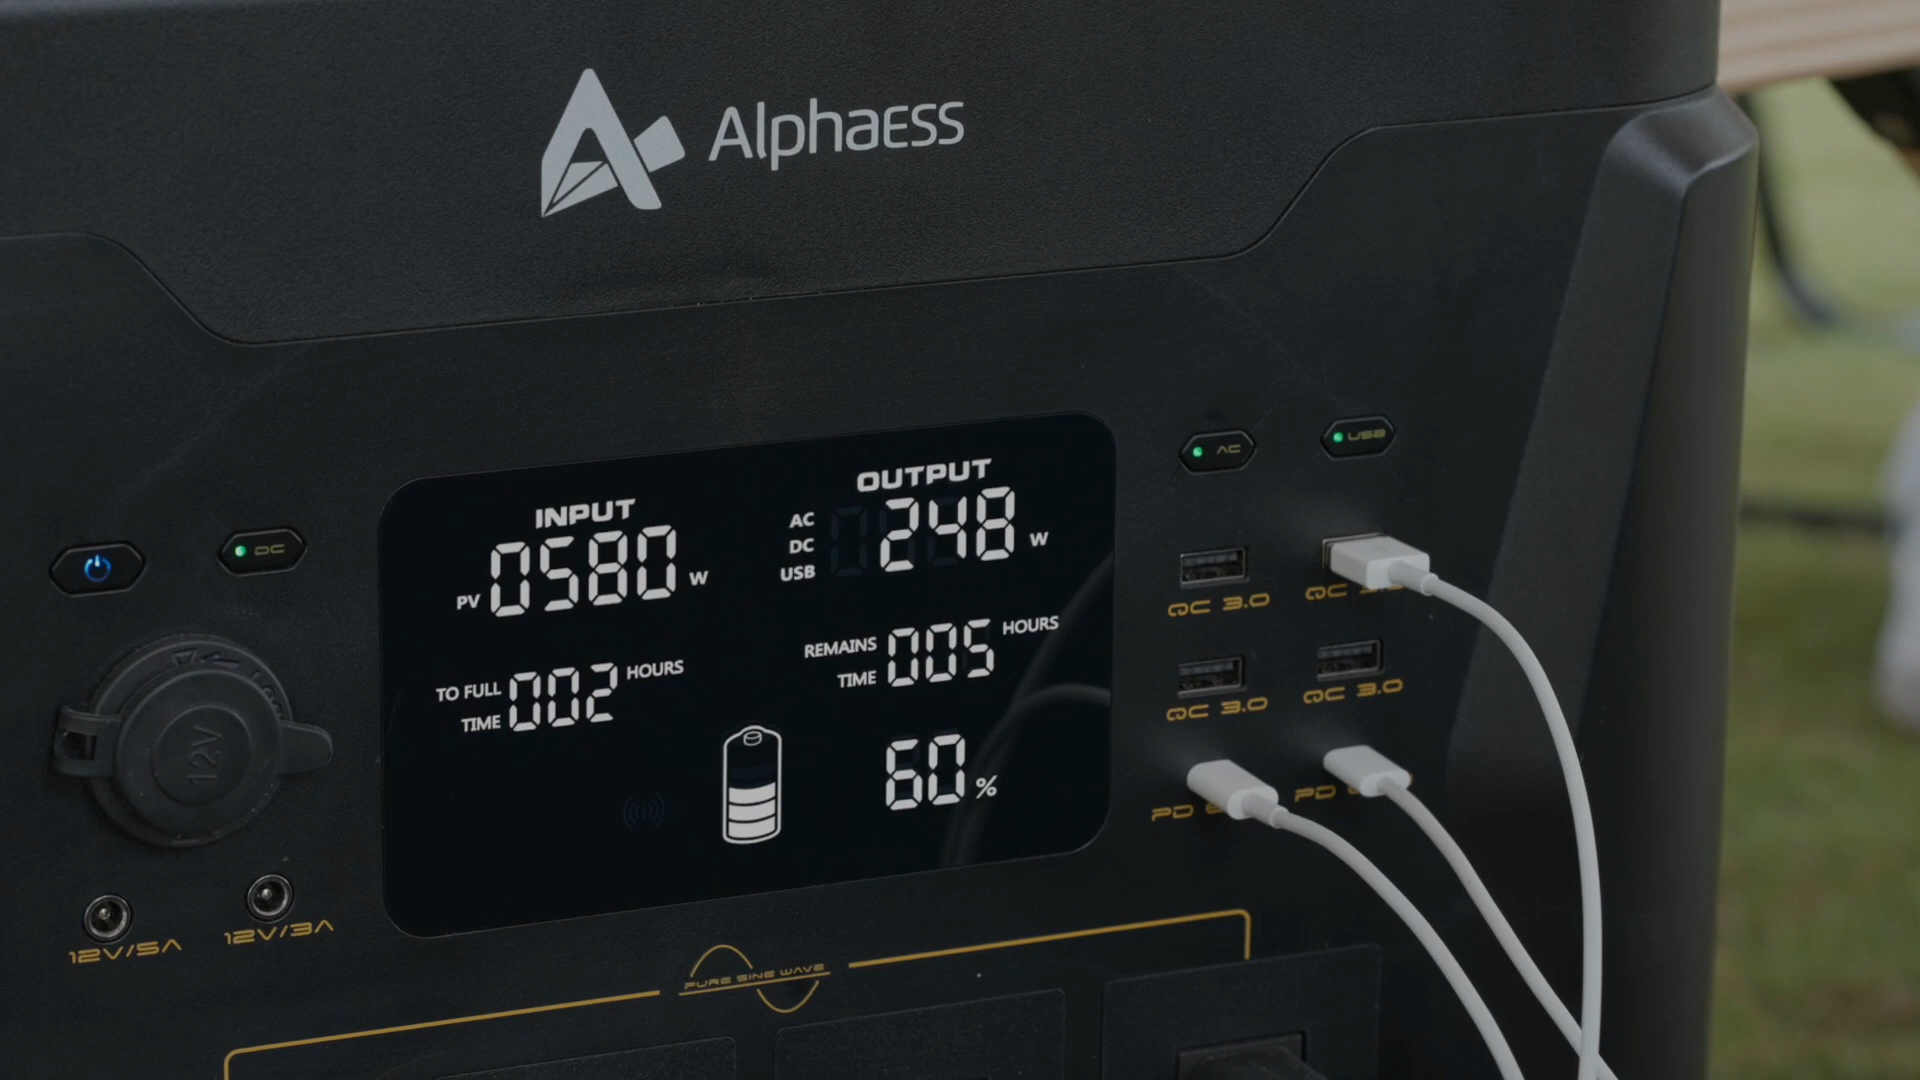 AlphaESS
INPUT
PV 0580 W
TO FULL TIME 002 HOURS
OUTPUT
AC
DC
USB
248 W
REMAINS TIME 005 HOURS
60 %
DC
AC
USB
QC 3.0
QC
QC 3.0
QC 3.0
PD
PD
12V
12V/5A
12V/3A
PURE SINE WAVE